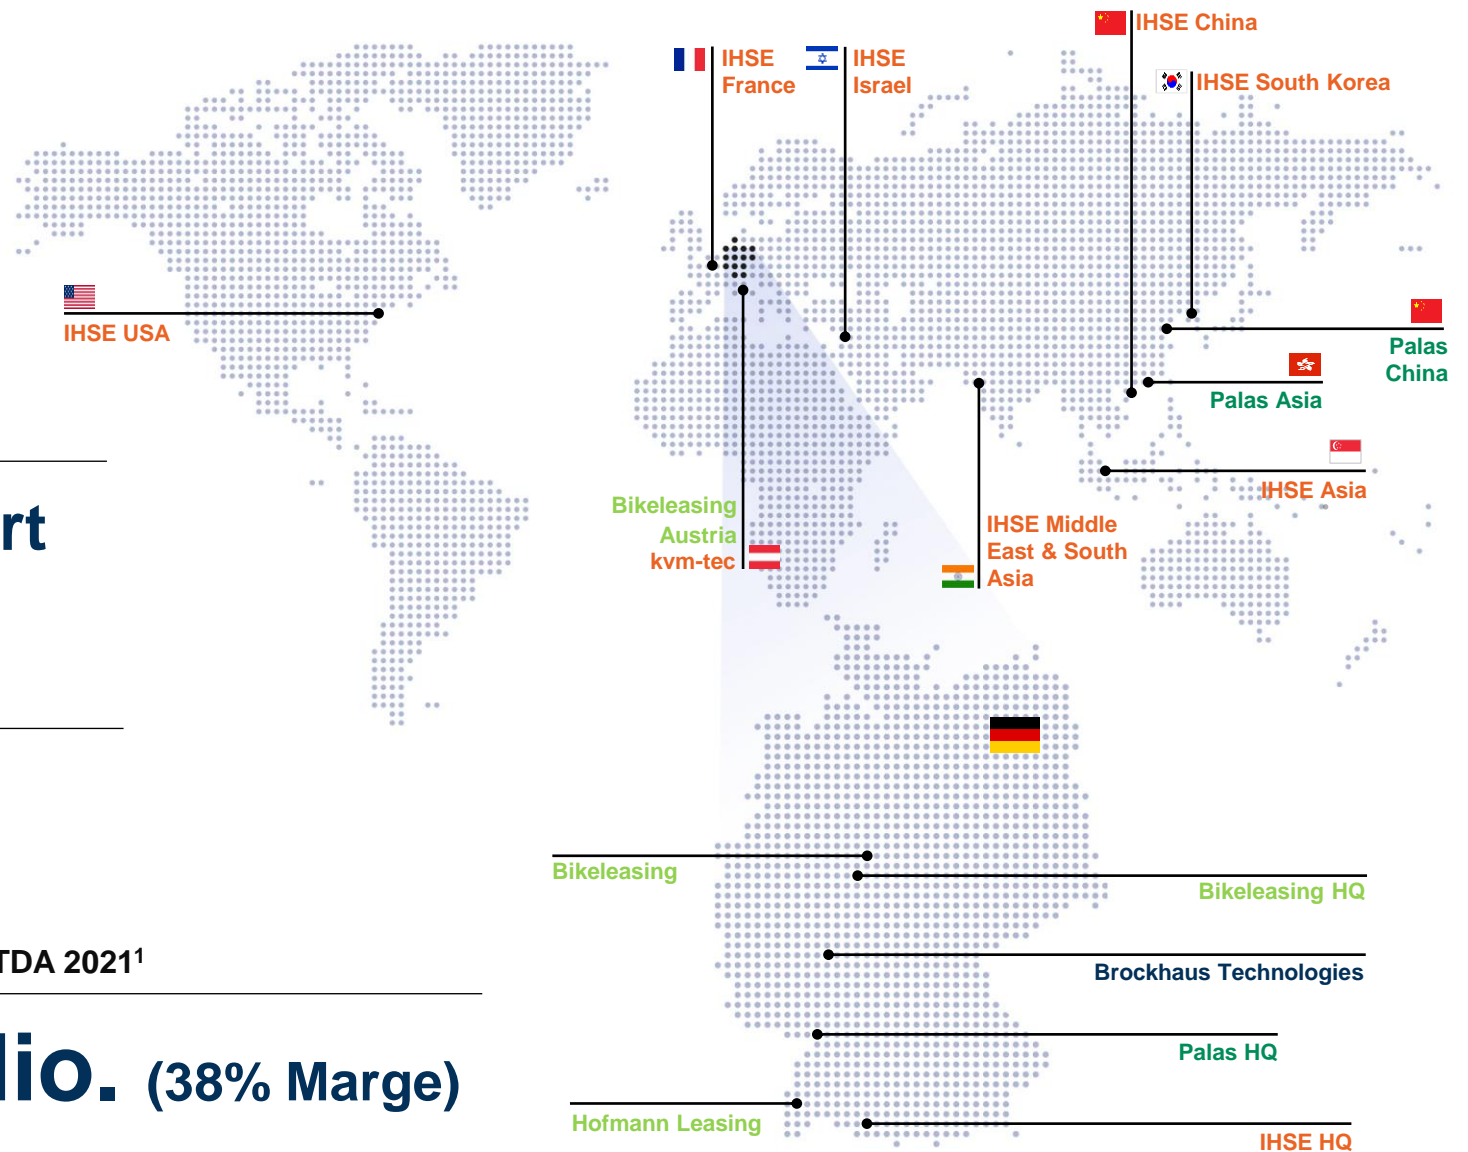 IHSE China
IHSE
France
IHSE
Israel
IHSE South Korea
IHSE USA
Palas
China
Palas Asia
IHSE Asia
Bikeleasing
Austria
kvm-tec
IHSE Middle
East & South
Asia
rt
Bikeleasing
Bikeleasing HQ
TDA 2021¹
Brockhaus Technologies
lio. (38% Marge)
Palas HQ
Hofmann Leasing
IHSE HQ